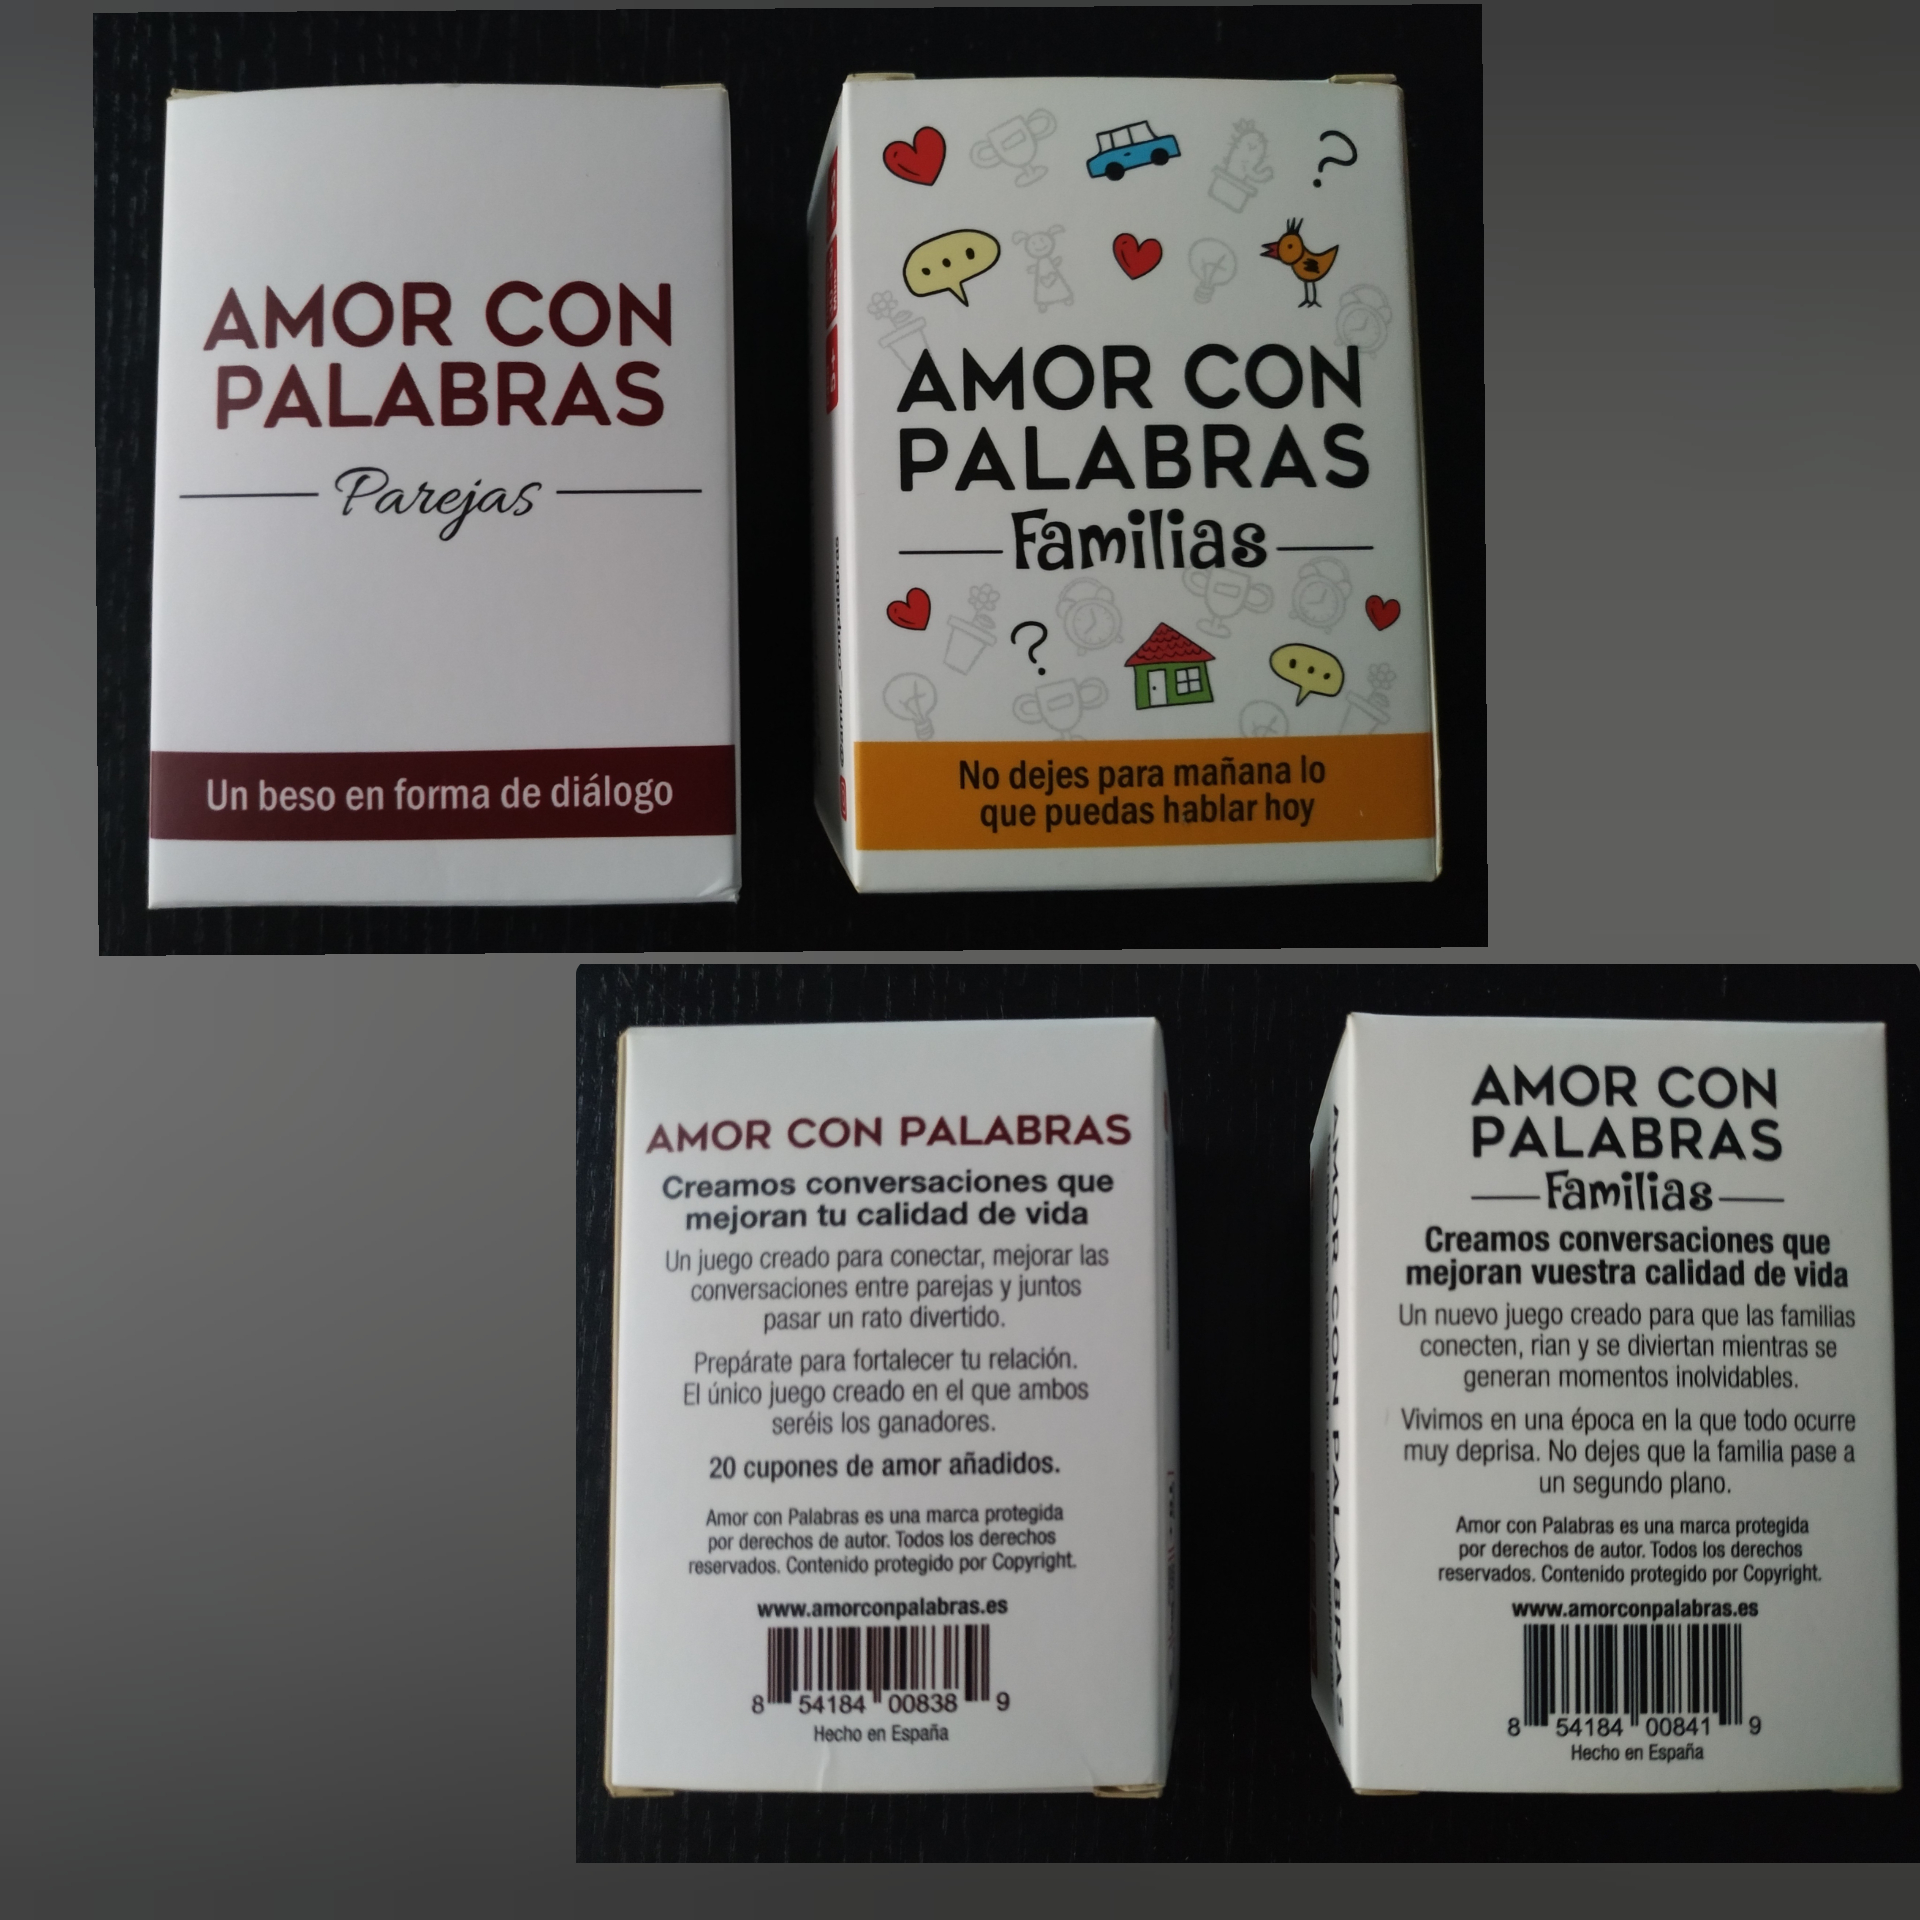 AMOR CON
PALABRAS
Parejas
Un beso en forma de diálogo
AMOR CON
PALABRAS
Familias
No dejes para mañana lo
que puedas hablar hoy
AMOR CON PALABRAS
Creamos conversaciones que
mejoran tu calidad de vida
Un juego creado para conectar, mejorar las
conversaciones entre parejas y juntos
pasar un rato divertido.
Prepárate para fortalecer tu relación.
El único juego creado en el que ambos
seréis los ganadores.
20 cupones de amor añadidos.
Amor con Palabras es una marca protegida
por derechos de autor. Todos los derechos
reservados. Contenido protegido por Copyright.
www.amorconpalabras.es
8 54184 00838 9
Hecho en España
AMOR CON PALABRAS
AMOR CON
PALABRAS
Familias
Creamos conversaciones que
mejoran vuestra calidad de vida
Un nuevo juego creado para que las familias
conecten, rian y se diviertan mientras se
generan momentos inolvidables.
Vivimos en una época en la que todo ocurre
muy deprisa. No dejes que la familia pase a
un segundo plano.
Amor con Palabras es una marca protegida
por derechos de autor. Todos los derechos
reservados. Contenido protegido por Copyright.
www.amorconpalabras.es
8 54184 00841 9
Hecho en España